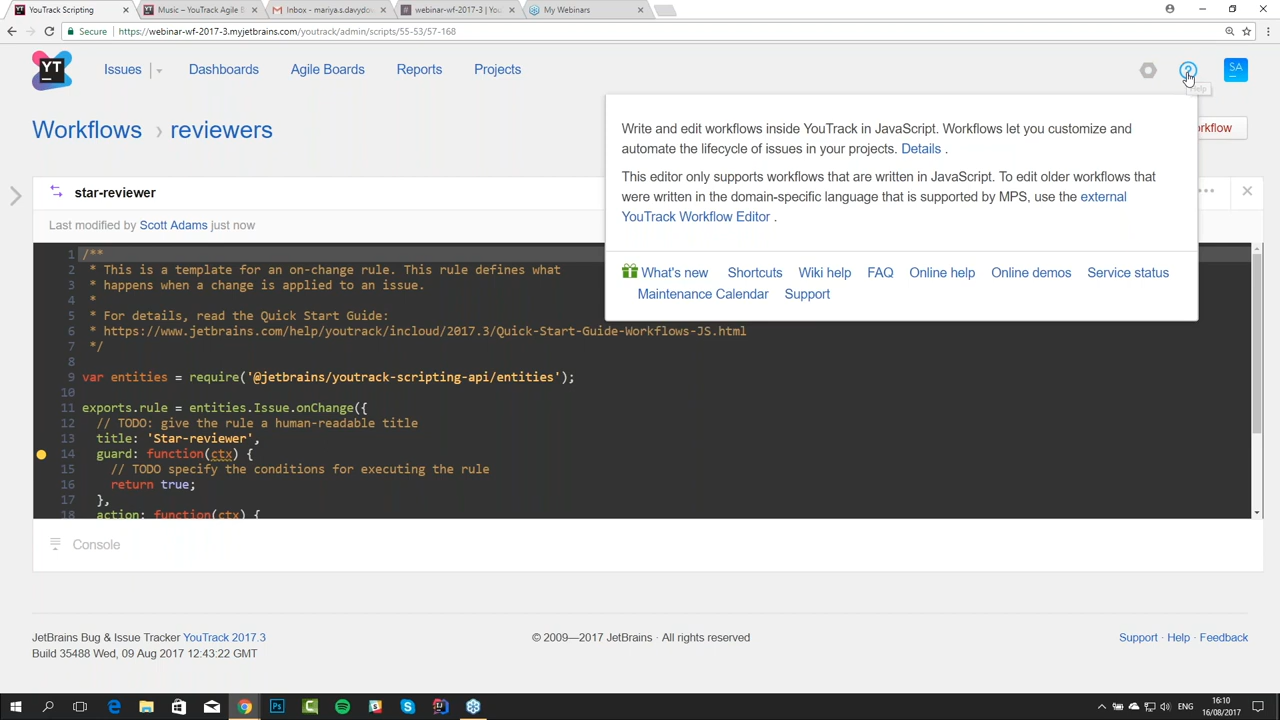 YouTrack Scripting
Music – YouTrack Agile B
Inbox - mariya.s.davydou
webinar-wf-2017-3 | You
My Webinars
Secure
https://webinar-wf-2017-3.myjetbrains.com/youtrack/admin/scripts/55-53/57-168
YT
Issues
Dashboards
Agile Boards
Reports
Projects
SA
Help
Workflows › reviewers
rkflow
Write and edit workflows inside YouTrack in JavaScript. Workflows let you customize and
automate the lifecycle of issues in your projects. Details .
This editor only supports workflows that are written in JavaScript. To edit older workflows that
were written in the domain-specific language that is supported by MPS, use the external
YouTrack Workflow Editor .
What's new Shortcuts Wiki help FAQ Online help Online demos Service status
Maintenance Calendar Support
star-reviewer
Last modified by Scott Adams just now
1 /**
2 * This is a template for an on-change rule. This rule defines what
3 * happens when a change is applied to an issue.
4 *
5 * For details, read the Quick Start Guide:
6 * https://www.jetbrains.com/help/youtrack/incloud/2017.3/Quick-Start-Guide-Workflows-JS.html
7 */
8
9 var entities = require('@jetbrains/youtrack-scripting-api/entities');
10
11 exports.rule = entities.Issue.onChange({
12 // TODO: give the rule a human-readable title
13 title: 'Star-reviewer',
14 guard: function(ctx) {
15 // TODO specify the conditions for executing the rule
16 return true;
17 },
18 action: function(ctx) {
Console
JetBrains Bug & Issue Tracker YouTrack 2017.3
Build 35488 Wed, 09 Aug 2017 12:43:22 GMT
© 2009—2017 JetBrains · All rights reserved
Support · Help · Feedback
ENG
16:10
16/08/2017